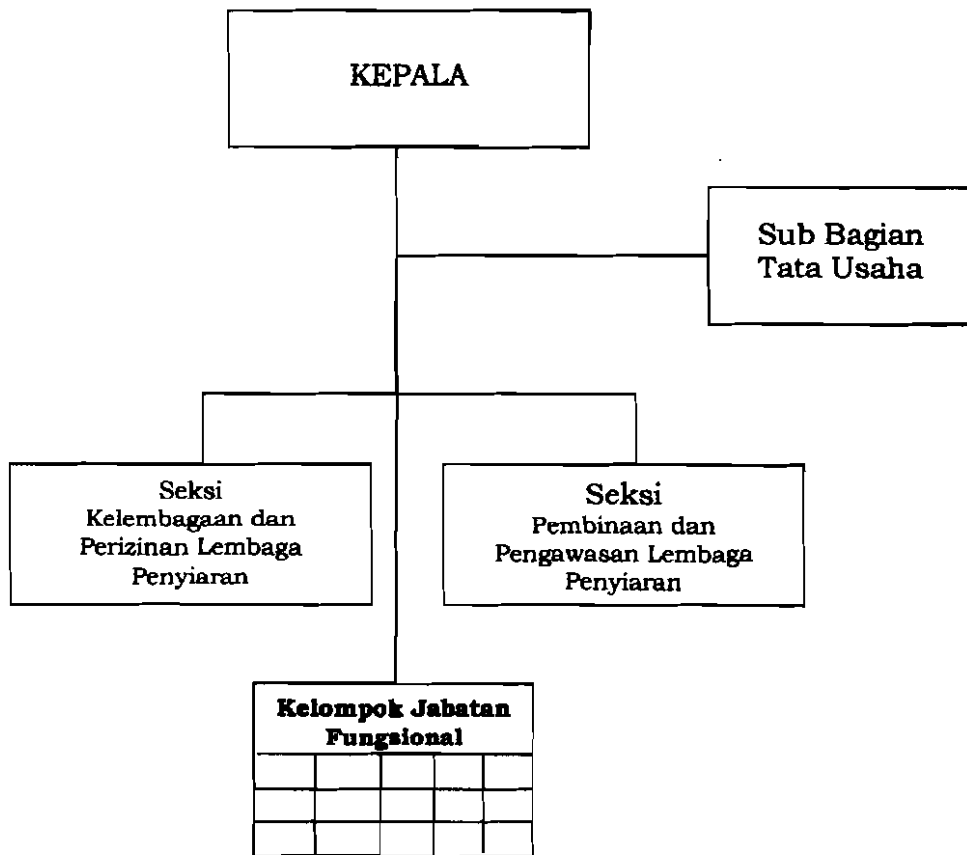 KEPALA
Sub Bagian
Tata Usaha
Seksi
Kelembagaan dan
Perizinan Lembaga
Penyiaran
Seksi
Pembinaan dan
Pengawasan Lembaga
Penyiaran
Kelompok Jabatan
Fungsional